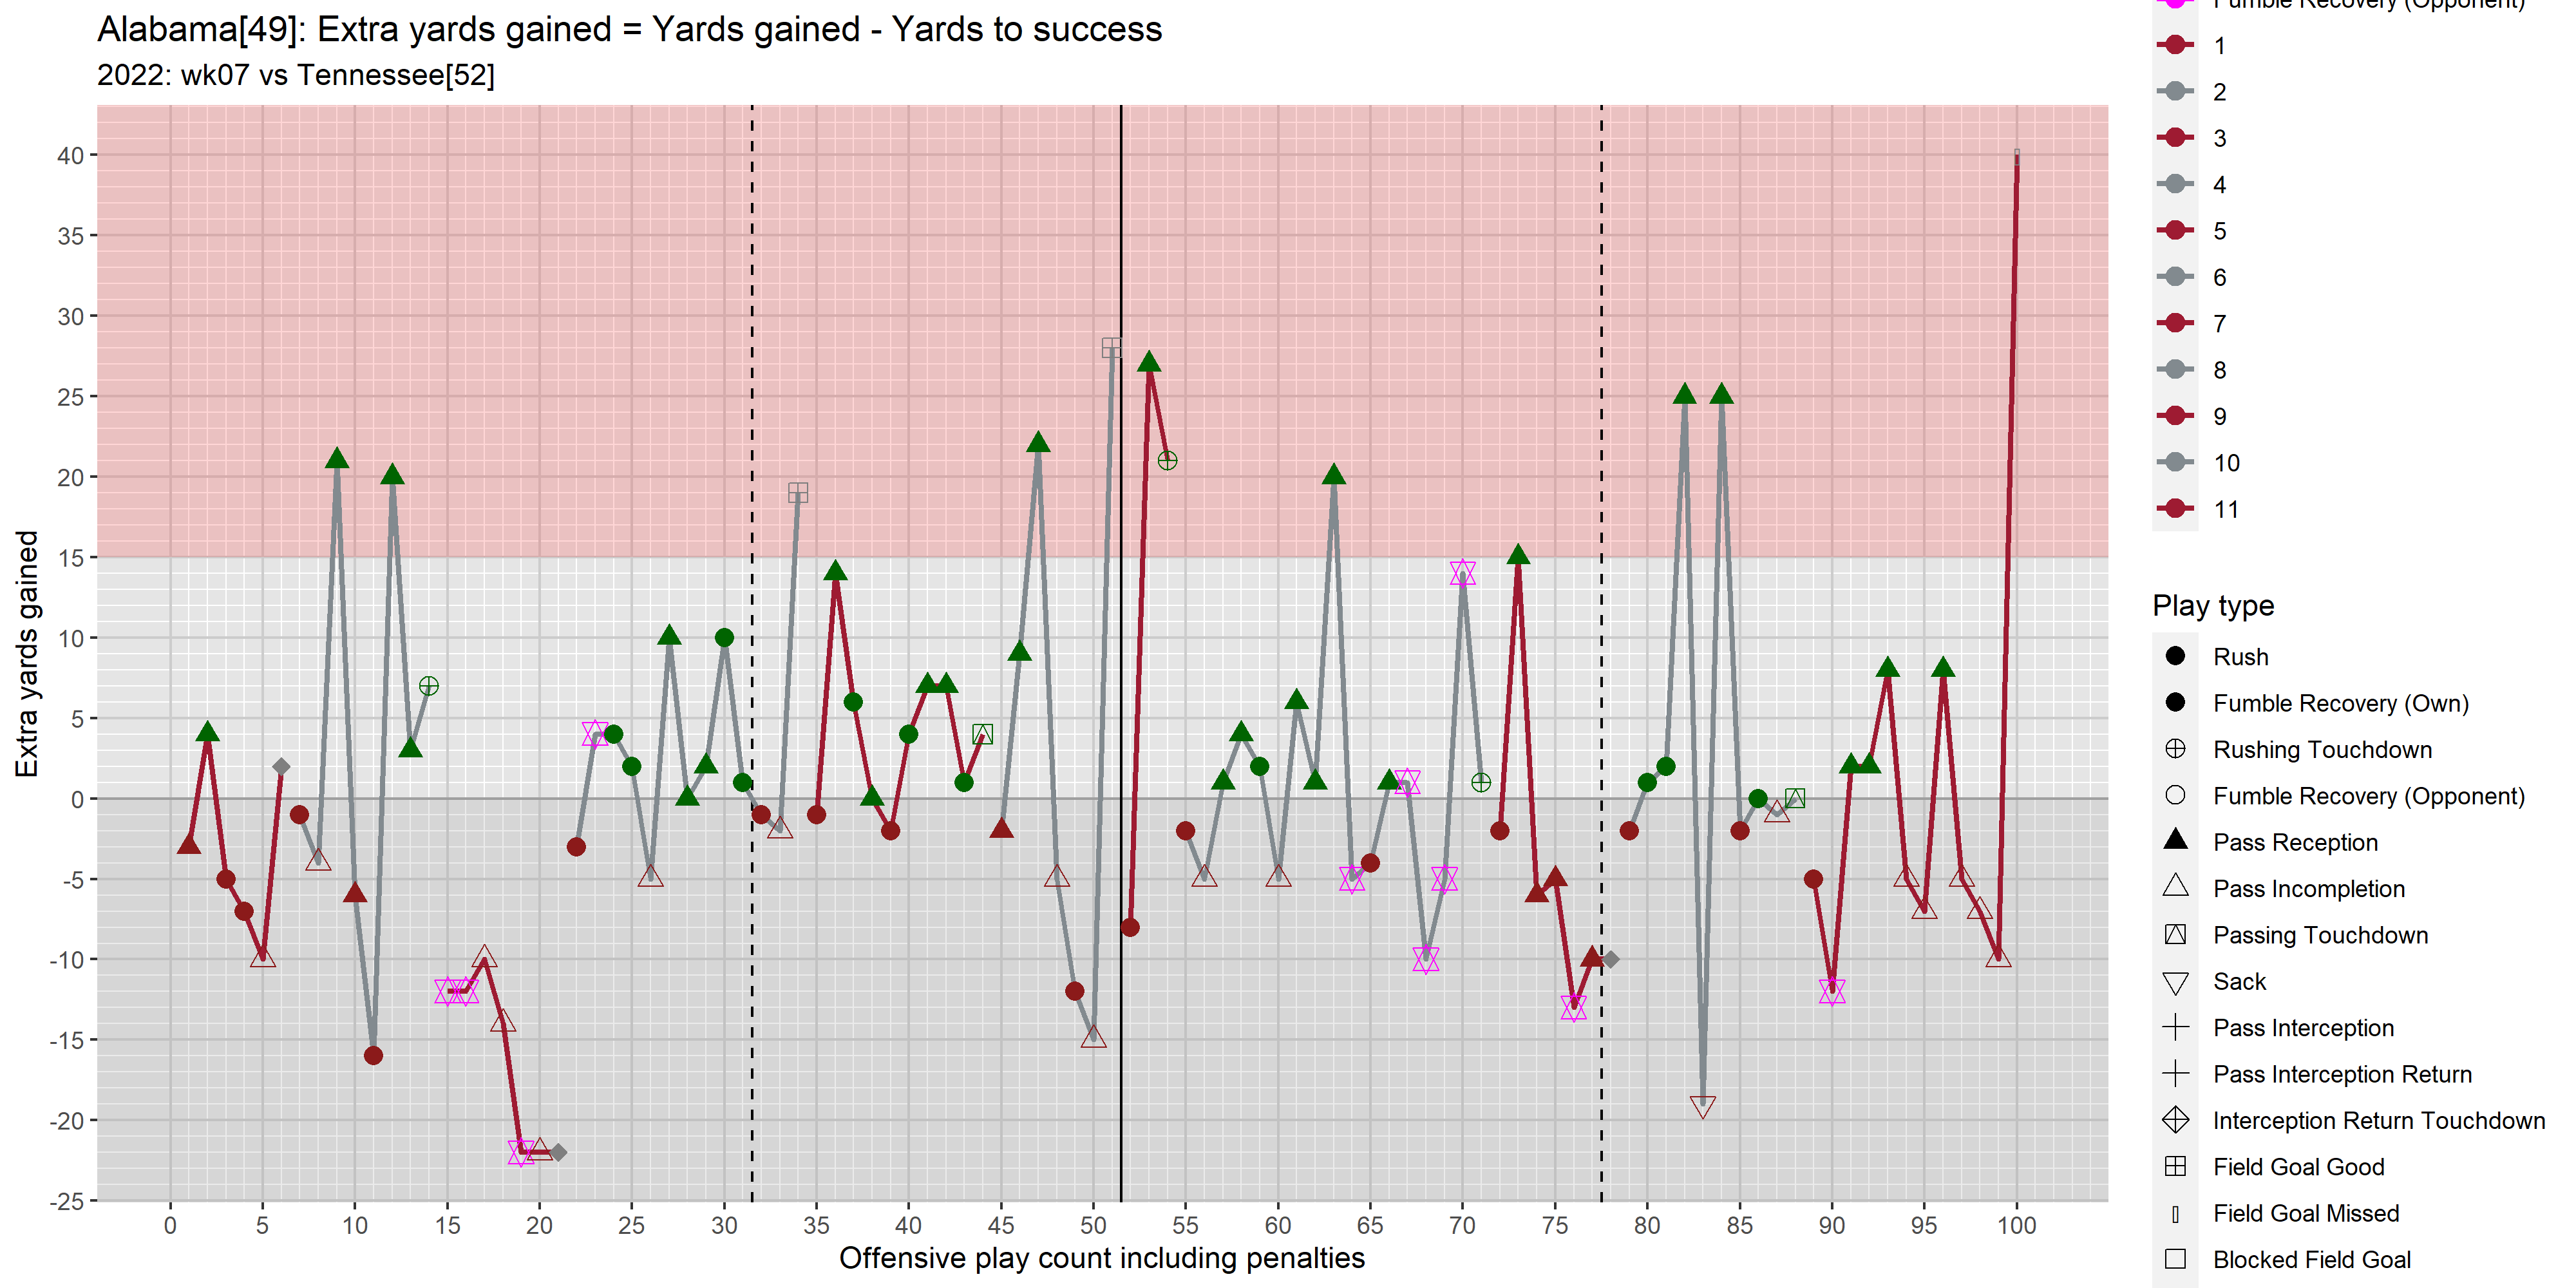 Alabama[49]: Extra yards gained = Yards gained - Yards to success
2022: wk07 vs Tennessee[52]
Extra yards gained
40
35
30
25
20
15
10
5
0
-5
-10
-15
-20
-25
0 5 10 15 20 25 30 35 40 45 50 55 60 65 70 75 80 85 90 95 100
Offensive play count including penalties
Fumble Recovery (Opponent)
1
2
3
4
5
6
7
8
9
10
11
Play type
Rush
Fumble Recovery (Own)
Rushing Touchdown
Fumble Recovery (Opponent)
Pass Reception
Pass Incompletion
Passing Touchdown
Sack
Pass Interception
Pass Interception Return
Interception Return Touchdown
Field Goal Good
Field Goal Missed
Blocked Field Goal